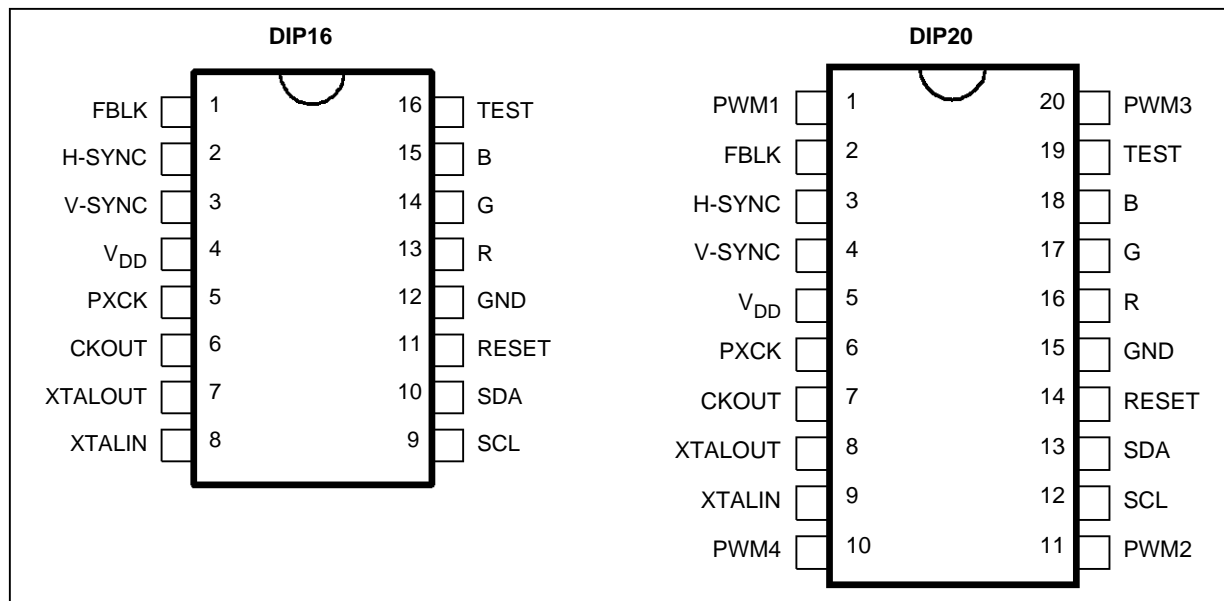 DIP16
FBLK 1 16 TEST
H-SYNC 2 15 B
V-SYNC 3 14 G
VDD 4 13 R
PXCK 5 12 GND
CKOUT 6 11 RESET
XTALOUT 7 10 SDA
XTALIN 8 9 SCL
DIP20
PWM1 1 20 PWM3
FBLK 2 19 TEST
H-SYNC 3 18 B
V-SYNC 4 17 G
VDD 5 16 R
PXCK 6 15 GND
CKOUT 7 14 RESET
XTALOUT 8 13 SDA
XTALIN 9 12 SCL
PWM4 10 11 PWM2